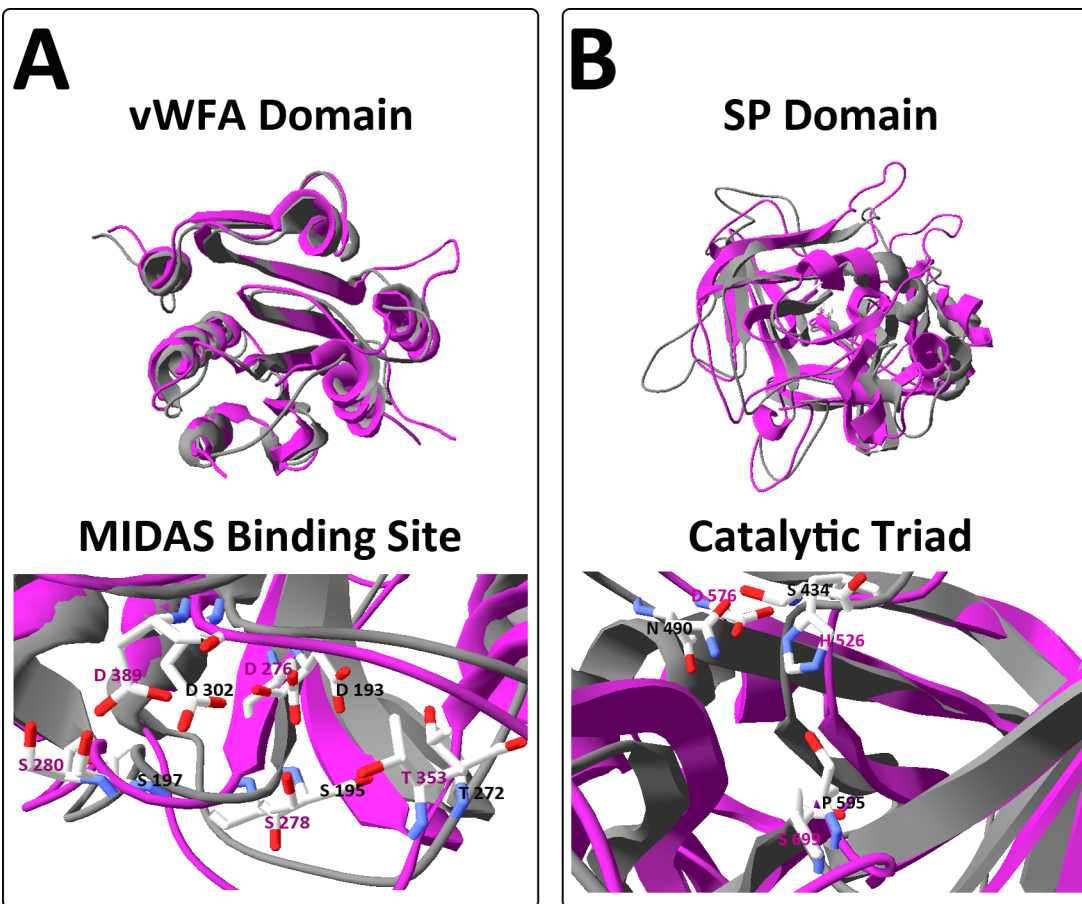 A
vWFA Domain
MIDAS Binding Site
D 389
D 302
D 276
D 193
S 280
S 197
S 195
S 278
T 353
T 272
B
SP Domain
Catalytic Triad
D 576
S 434
N 490
H 526
P 595
S 699